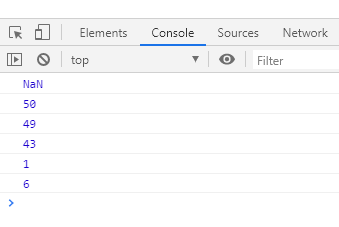 Elements Console Sources Network
top Filter
NaN
50
49
43
1
6